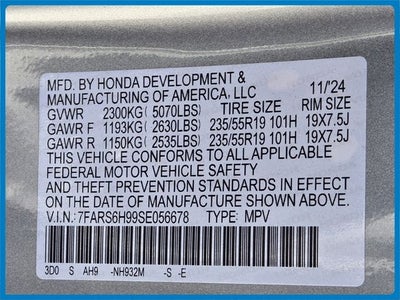 MFD. BY HONDA DEVELOPMENT &
MANUFACTURING OF AMERICA, LLC 11/'24
GVWR 2300KG ( 5070LBS) TIRE SIZE RIM SIZE
GAWR F 1193KG ( 2630LBS) 235/55R19 101H 19X7.5J
GAWR R 1150KG ( 2535LBS) 235/55R19 101H 19X7.5J
THIS VEHICLE CONFORMS TO ALL APPLICABLE
FEDERAL MOTOR VEHICLE SAFETY
AND THEFT PREVENTION STANDARDS IN EFFECT
ON THE DATE OF MANUFACTURE SHOWN ABOVE.
V.I.N.: 7FARS6H99SE056678 TYPE: MPV
3D0 S AH9 -NH932M -S -E